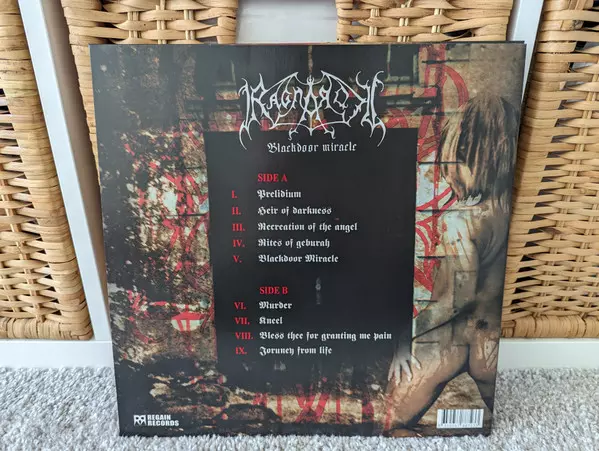 Ragnarok
Blackdoor miracle
SIDE A
I. Prelidium
II. Heir of darkness
III. Recreation of the angel
IV. Rites of geburah
V. Blackdoor Miracle
SIDE B
VI. Murder
VII. Kneel
VIII. Bless thee for granting me pain
IX. Joruney from life
REGAIN
RECORDS